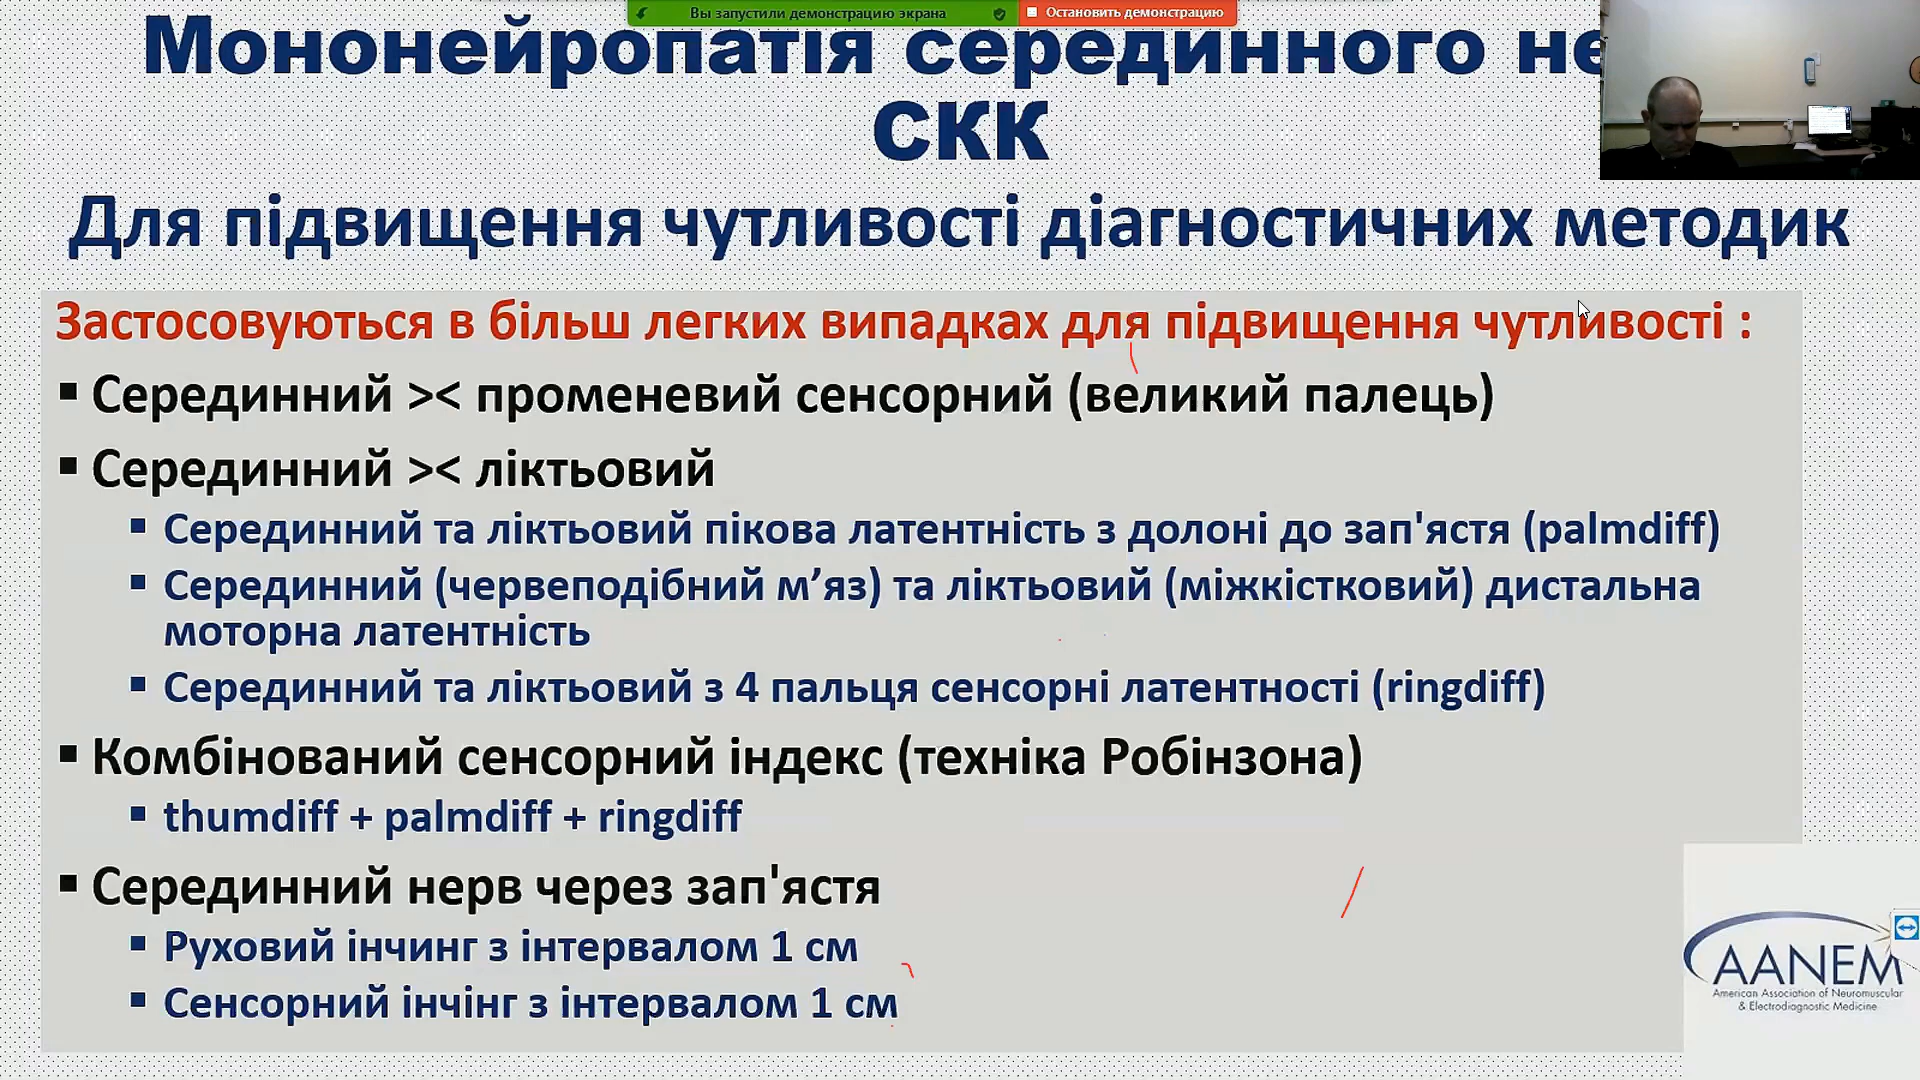 Вы запустили демонстрацию экрана
Остановить демонстрацию
Мононейропатія серединного не
СКК
Для підвищення чутливості діагностичних методик
Застосовуються в більш легких випадках для підвищення чутливості :
Серединний >< променевий сенсорний (великий палець)
Серединний >< ліктьовий
Серединний та ліктьовий пікова латентність з долоні до зап'ястя (palmdiff)
Серединний (червеподібний м’яз) та ліктьовий (міжкістковий) дистальна
моторна латентність
Серединний та ліктьовий з 4 пальця сенсорні латентності (ringdiff)
Комбінований сенсорний індекс (техніка Робінзона)
thumdiff + palmdiff + ringdiff
Серединний нерв через зап'ястя
Руховий інчинг з інтервалом 1 см
Сенсорний інчінг з інтервалом 1 см
AANEM
American Association of Neuromuscular
& Electrodiagnostic Medicine